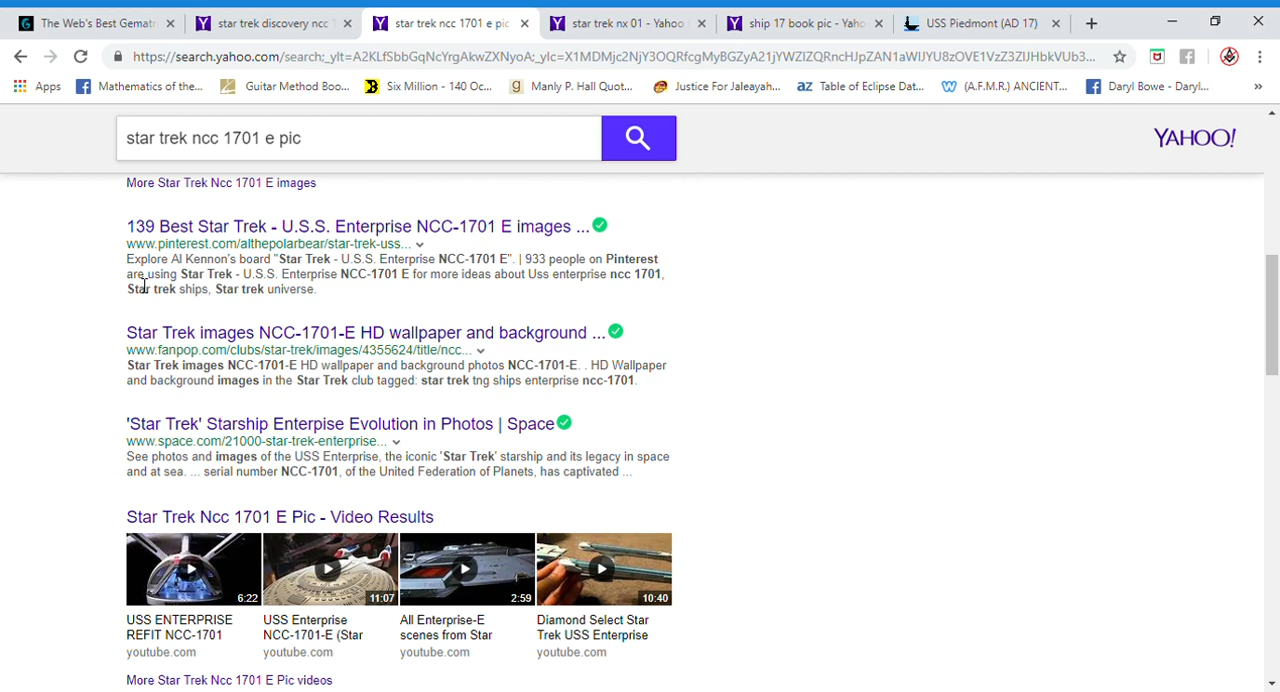 The Web's Best Gemat
star trek discovery ncc
star trek ncc 1701 e pic
star trek nx 01 - Yahoo
ship 17 book pic - Yaho
USS Piedmont (AD 17)
https://search.yahoo.com/search;_ylt=A2KLfSbbGqNcYrgAkwZXNyoA;_ylc=X1MDMjc2NjY3OQRfcgMyBGZyA21jYWZlZQRncHJpZAN1aWlJYU8zOVE1VzZ3ZlJHbkVUb3...
Apps
Mathematics of the...
Guitar Method Boo...
Six Million - 140 Oc...
Manly P. Hall Quot...
Justice For Jaleayah...
Table of Eclipse Dat...
(A.F.M.R.) ANCIENT...
Daryl Bowe - Daryl...
star trek ncc 1701 e pic
YAHOO!
More Star Trek Ncc 1701 E images
139 Best Star Trek - U.S.S. Enterprise NCC-1701 E images ...
www.pinterest.com/althepolarbear/star-trek-uss...
Explore Al Kennon's board "Star Trek - U.S.S. Enterprise NCC-1701 E". | 933 people on Pinterest
are using Star Trek - U.S.S. Enterprise NCC-1701 E for more ideas about Uss enterprise ncc 1701,
Star trek ships, Star trek universe.
Star Trek images NCC-1701-E HD wallpaper and background ...
www.fanpop.com/clubs/star-trek/images/4355624/title/ncc...
Star Trek images NCC-1701-E HD wallpaper and background photos NCC-1701-E. . HD Wallpaper
and background images in the Star Trek club tagged: star trek tng ships enterprise ncc-1701.
'Star Trek' Starship Enterpise Evolution in Photos | Space
www.space.com/21000-star-trek-enterprise...
See photos and images of the USS Enterprise, the iconic 'Star Trek' starship and its legacy in space
and at sea. ... serial number NCC-1701, of the United Federation of Planets, has captivated ...
Star Trek Ncc 1701 E Pic - Video Results
6:22
11:07
2:59
10:40
USS ENTERPRISE
REFIT NCC-1701
youtube.com
USS Enterprise
NCC-1701-E (Star
youtube.com
All Enterprise-E
scenes from Star
youtube.com
Diamond Select Star
Trek USS Enterprise
youtube.com
More Star Trek Ncc 1701 E Pic videos